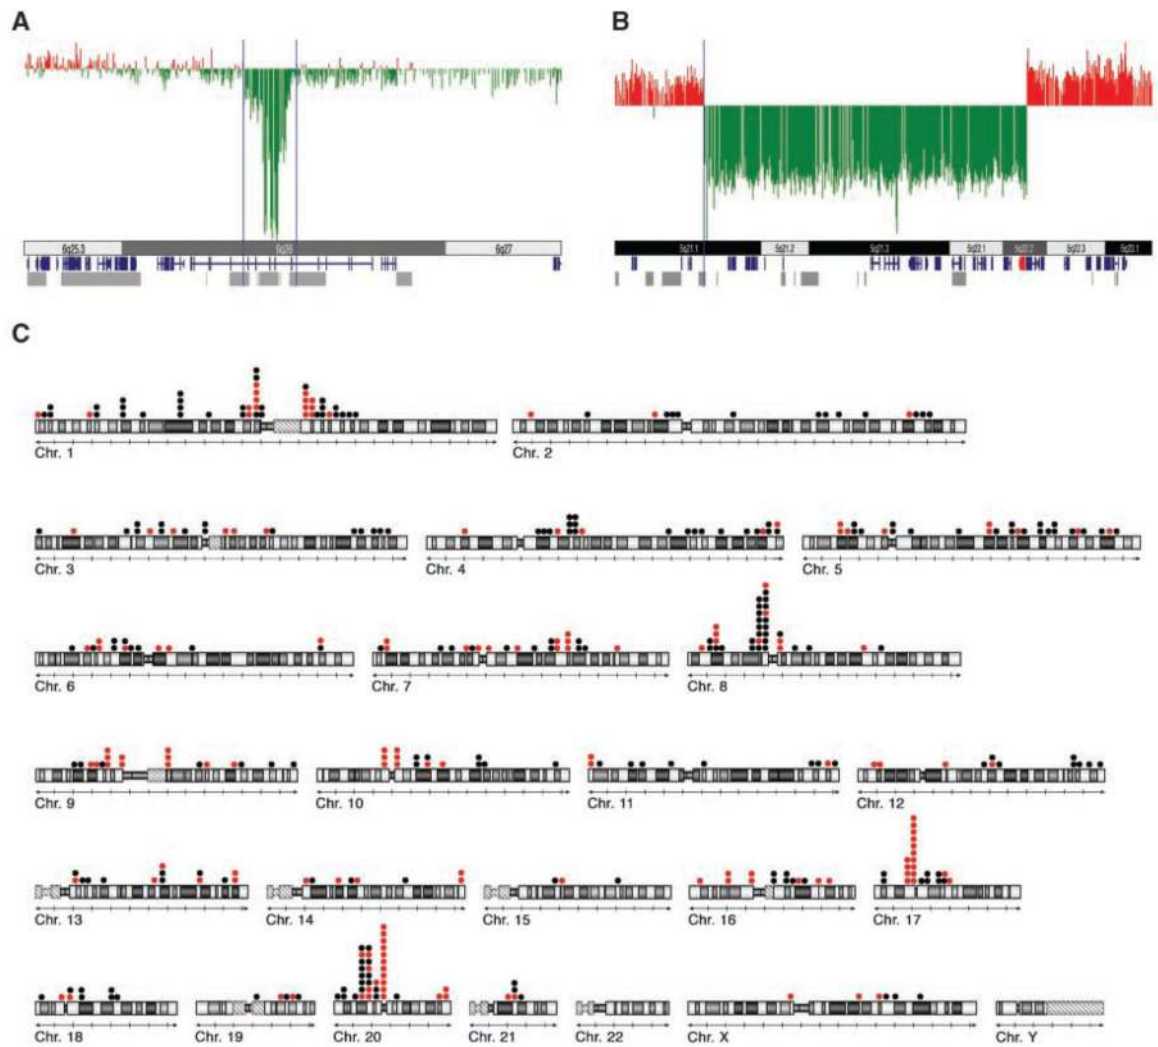 A
B
6q25.3 6q26 6q27
5q21.1 5q21.2 5q21.3 5q22.1 5q22.2 5q22.3 5q23.1
C
Chr. 1 Chr. 2
Chr. 3 Chr. 4 Chr. 5
Chr. 6 Chr. 7 Chr. 8
Chr. 9 Chr. 10 Chr. 11 Chr. 12
Chr. 13 Chr. 14 Chr. 15 Chr. 16 Chr. 17
Chr. 18 Chr. 19 Chr. 20 Chr. 21 Chr. 22 Chr. X Chr. Y